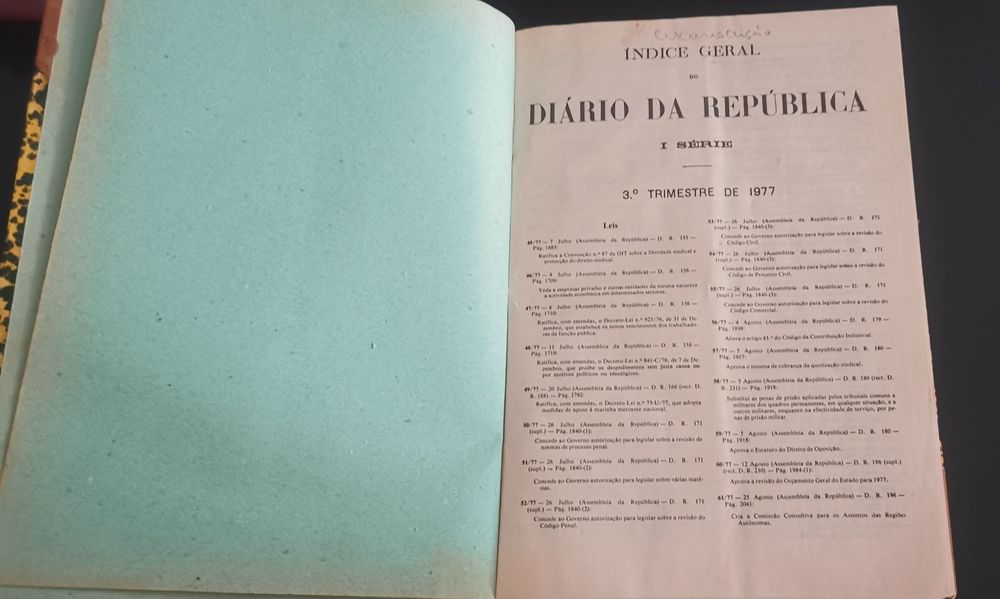 circunscrição
ÍNDICE GERAL
DO
DIÁRIO DA REPÚBLICA
I SÉRIE
3.º TRIMESTRE DE 1977
Leis
45/77 — 7 Julho (Assembleia da República) — D. R. 155 —
Pág. 1687:
Ratifica a Convenção n.º 87 da OIT sobre a liberdade sindical e
protecção do direito sindical.
46/77 — 8 Julho (Assembleia da República) — D. R. 156 —
Pág. 1709:
Veda a empresas privadas e outras entidades da mesma natureza
a actividade económica em determinados sectores.
47/77 — 8 Julho (Assembleia da República) — D. R. 156 —
Pág. 1710:
Ratifica, com emendas, o Decreto-Lei n.º 923/76, de 31 de De-
zembro, que estabelece os novos vencimentos dos trabalhado-
res da função pública.
48/77 — 11 Julho (Assembleia da República) — D. R. 158 —
Pág. 1719:
Ratifica, com emendas, o Decreto-Lei n.º 841-C/76, de 7 de De-
zembro, que proíbe os despedimentos sem justa causa ou
por motivos políticos ou ideológicos.
49/77 — 20 Julho (Assembleia da República) — D. R. 166 (rect. D.
R. 188) — Pág. 1792:
Ratifica, com emendas, o Decreto-Lei n.º 75-U/77, que adopta
medidas de apoio à marinha mercante nacional.
50/77 — 26 Julho (Assembleia da República) — D. R. 171
(supl.) — Pág. 1840-(1):
Concede ao Governo autorização para legislar sobre a revisão de
normas de processo penal.
51/77 — 26 Julho (Assembleia da República) — D. R. 171
(supl.) — Pág. 1840-(2):
Concede ao Governo autorização para legislar sobre várias maté-
rias.
52/77 — 26 Julho (Assembleia da República) — D. R. 171
(supl.) — Pág. 1840 (2):
Concede ao Governo autorização para legislar sobre a revisão do
Código Penal.
53/77 — 26 Julho (Assembleia da República) — D. R. 171
(supl.) — Pág. 1840-(3):
Concede ao Governo autorização para legislar sobre a revisão do
Código Civil.
54/77 — 26 Julho (Assembleia da República) — D. R. 171
(supl.) — Pág. 1840-(3):
Concede ao Governo autorização para legislar sobre a revisão do
Código de Processo Civil.
55/77 — 26 Julho (Assembleia da República) — D. R. 171
(supl.) — Pág. 1840-(3):
Concede ao Governo autorização para legislar sobre a revisão do
Código Comercial.
56/77 — 4 Agosto (Assembleia da República) — D. R. 179 —
Pág. 1898:
Altera o artigo 43.º do Código da Contribuição Industrial.
57/77 — 5 Agosto (Assembleia da República) — D. R. 180 —
Pág. 1917:
Aprova o sistema de cobrança da quotização sindical.
58/77 — 5 Agosto (Assembleia da República) — D. R. 180 (rect. D.
R. 231) — Pág. 1918:
Substitui as penas de prisão aplicadas pelos tribunais comuns a
militares dos quadros permanentes, em qualquer situação, e a
outros militares, enquanto na efectividade de serviço, por pe-
nas de prisão militar.
59/77 — 5 Agosto (Assembleia da República) — D. R. 180 —
Pág. 1918:
Aprova o Estatuto do Direito de Oposição.
60/77 — 12 Agosto (Assembleia da República) — D. R. 186 (supl.)
(rect. D. R. 230) — Pág. 1984-(1):
Aprova a revisão do Orçamento Geral do Estado para 1977.
61/77 — 25 Agosto (Assembleia da República) — D. R. 196 —
Pág. 2041:
Cria a Comissão Consultiva para os Assuntos das Regiões
Autónomas.